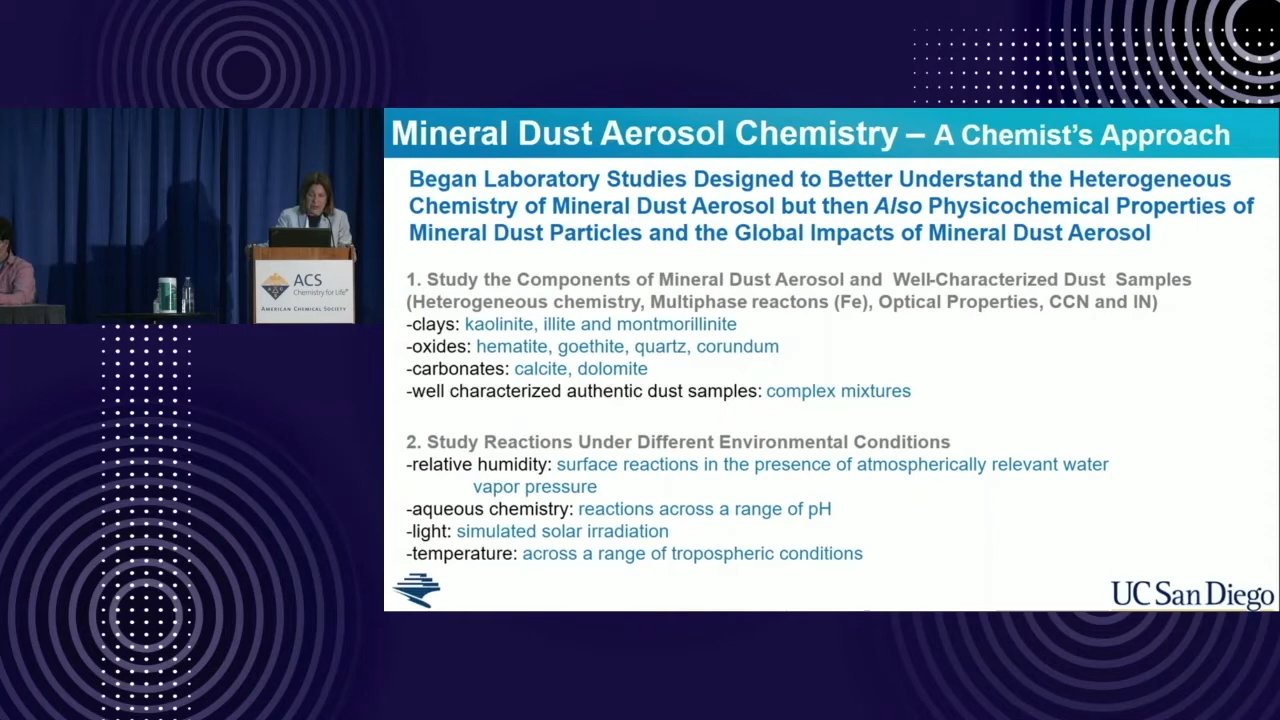 Mineral Dust Aerosol Chemistry – A Chemist's Approach
Began Laboratory Studies Designed to Better Understand the Heterogeneous
Chemistry of Mineral Dust Aerosol but then Also Physicochemical Properties of
Mineral Dust Particles and the Global Impacts of Mineral Dust Aerosol
1. Study the Components of Mineral Dust Aerosol and Well-Characterized Dust Samples
(Heterogeneous chemistry, Multiphase reactons (Fe), Optical Properties, CCN and IN)
-clays: kaolinite, illite and montmorillinite
-oxides: hematite, goethite, quartz, corundum
-carbonates: calcite, dolomite
-well characterized authentic dust samples: complex mixtures
2. Study Reactions Under Different Environmental Conditions
-relative humidity: surface reactions in the presence of atmospherically relevant water
vapor pressure
-aqueous chemistry: reactions across a range of pH
-light: simulated solar irradiation
-temperature: across a range of tropospheric conditions
UC San Diego
ACS
Chemistry for Life®
AMERICAN CHEMICAL SOCIETY